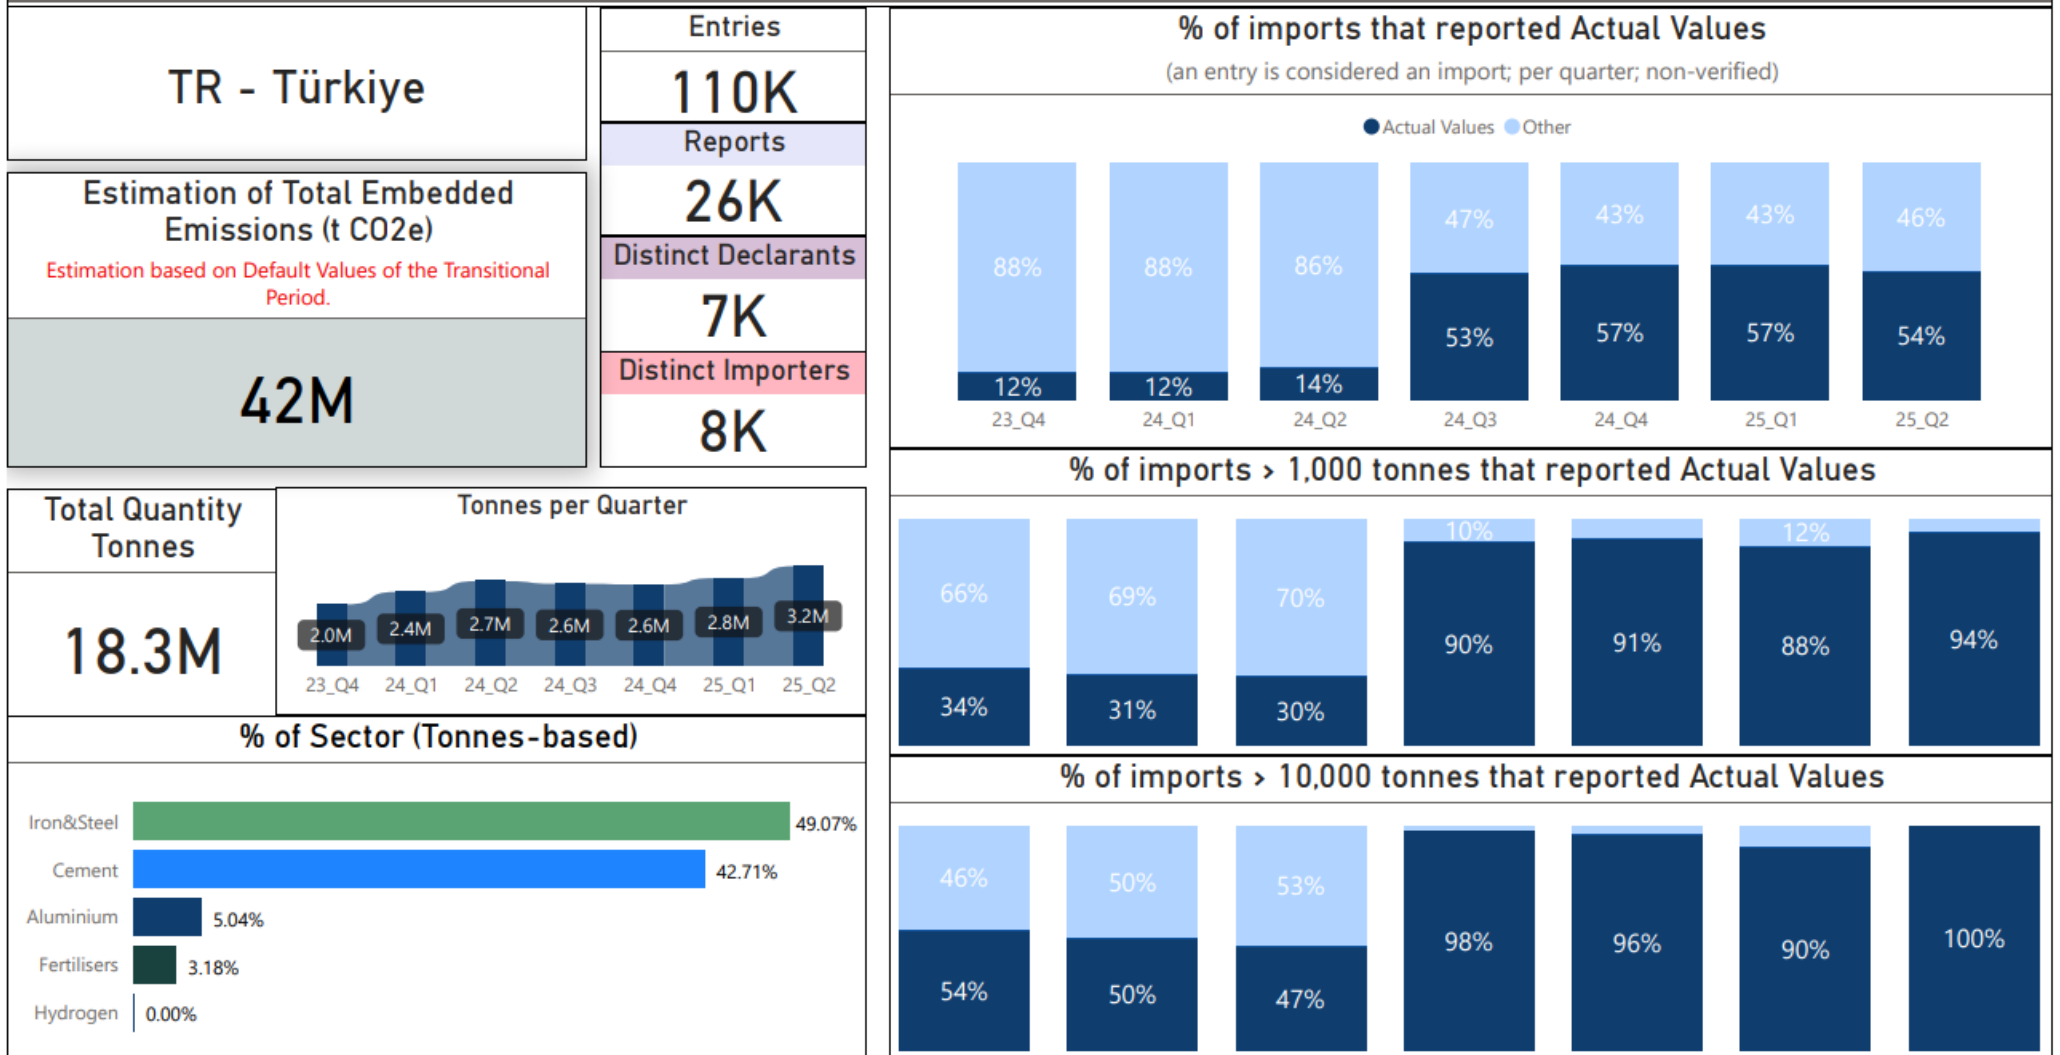 TR - Türkiye
Estimation of Total Embedded
Emissions (t CO2e)
Estimation based on Default Values of the Transitional
Period.
42M
Entries
110K
Reports
26K
Distinct Declarants
7K
Distinct Importers
8K
Total Quantity
Tonnes
18.3M
Tonnes per Quarter
2.0M 2.4M 2.7M 2.6M 2.6M 2.8M 3.2M
23_Q4 24_Q1 24_Q2 24_Q3 24_Q4 25_Q1 25_Q2
% of Sector (Tonnes-based)
Iron&Steel 49.07%
Cement 42.71%
Aluminium 5.04%
Fertilisers 3.18%
Hydrogen 0.00%
% of imports that reported Actual Values
(an entry is considered an import; per quarter; non-verified)
Actual Values Other
88% 88% 86% 47% 43% 43% 46%
12% 12% 14% 53% 57% 57% 54%
23_Q4 24_Q1 24_Q2 24_Q3 24_Q4 25_Q1 25_Q2
% of imports > 1,000 tonnes that reported Actual Values
66% 69% 70% 10% 12%
34% 31% 30% 90% 91% 88% 94%
% of imports > 10,000 tonnes that reported Actual Values
46% 50% 53%
54% 50% 47% 98% 96% 90% 100%